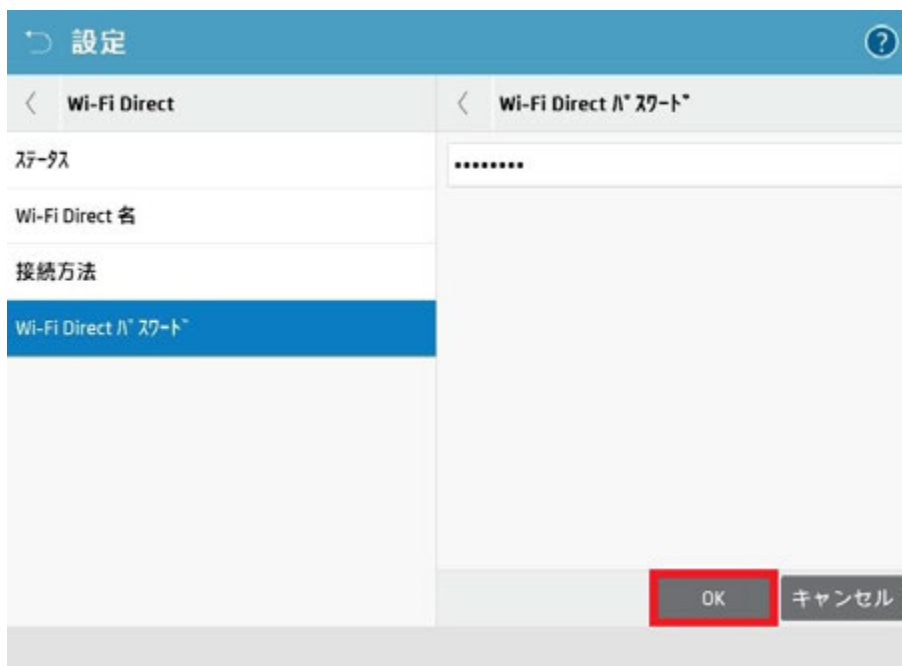 設定
?
Wi-Fi Direct
Wi-Fi Direct ﾊﾟｽﾜｰﾄﾞ
ｽﾃｰﾀｽ
••••••••
Wi-Fi Direct 名
接続方法
Wi-Fi Direct ﾊﾟｽﾜｰﾄﾞ
OK
キャンセル